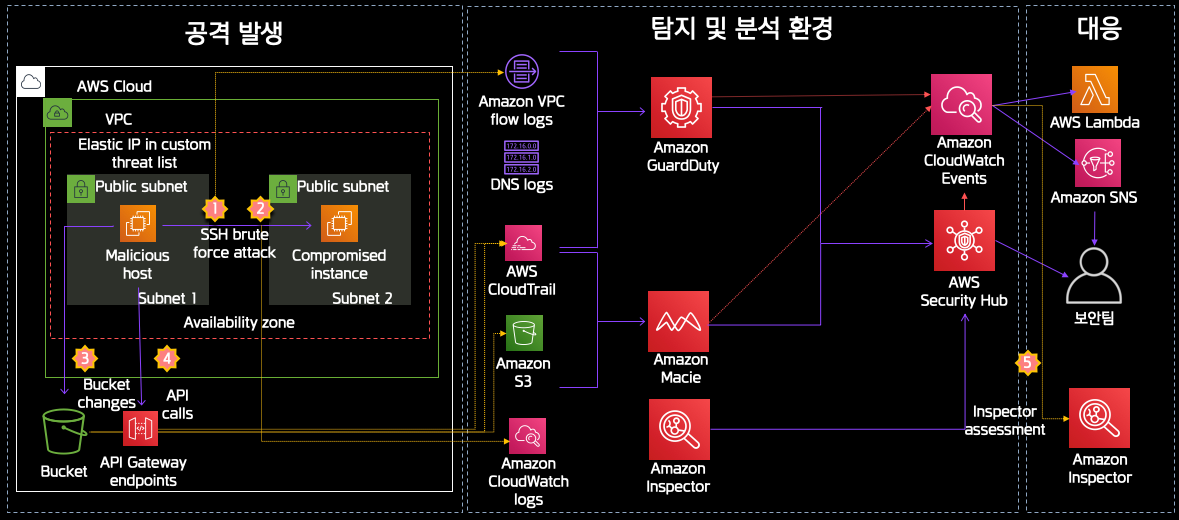 공격 발생
탐지 및 분석 환경
대응
AWS Cloud
VPC
Elastic IP in custom
threat list
Public subnet
Public subnet
1
2
SSH brute
force attack
Malicious
host
Compromised
instance
Subnet 1
Subnet 2
Availability zone
3
4
Bucket
changes
API
calls
Bucket
API Gateway
endpoints
Amazon VPC
flow logs
172.16.0.0
172.16.1.0
172.16.2.0
DNS logs
AWS
CloudTrail
Amazon
S3
Amazon
CloudWatch
logs
Amazon
GuardDuty
Amazon
Macie
Amazon
Inspector
Amazon
CloudWatch
Events
AWS
Security Hub
5
Inspector
assessment
AWS Lambda
Amazon SNS
보안팀
Amazon
Inspector